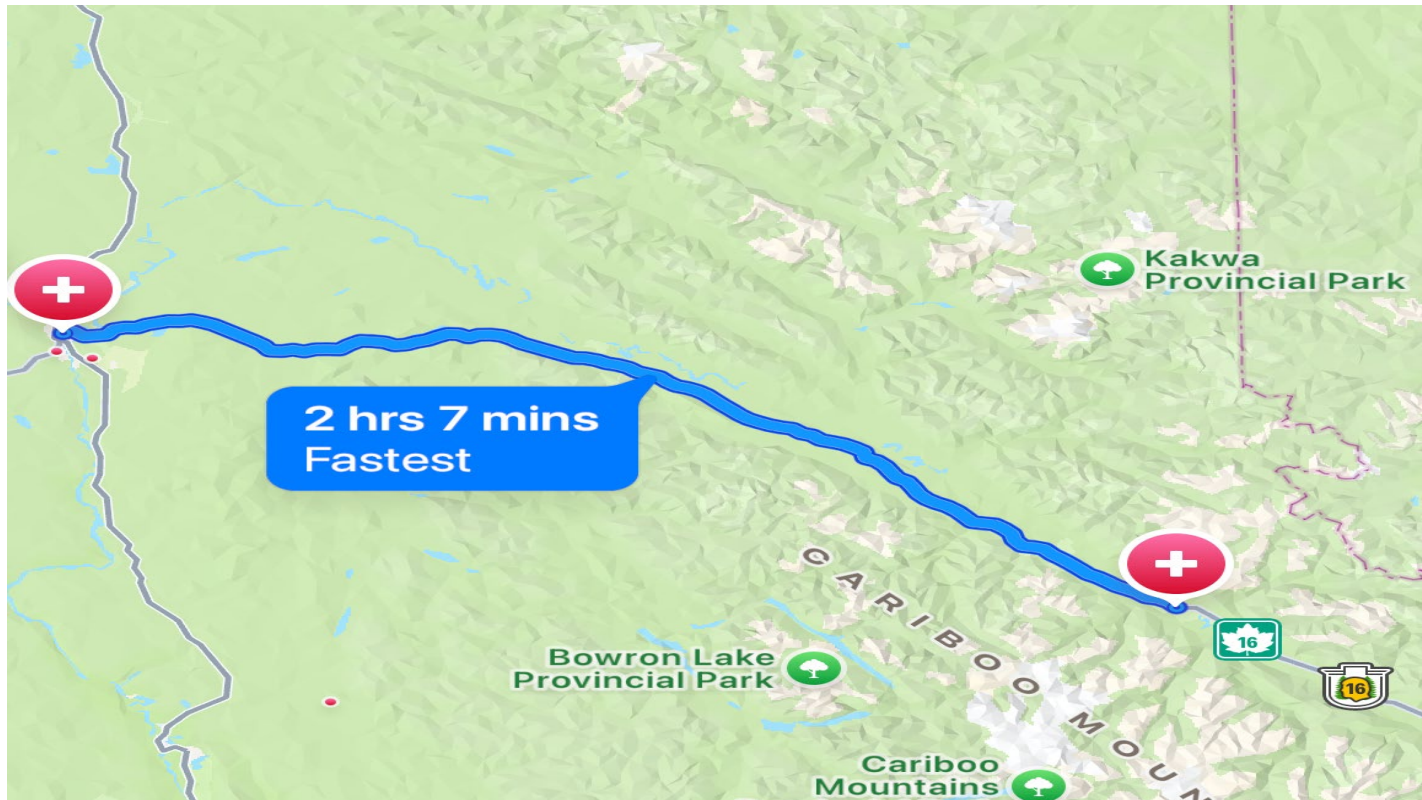 Kakwa
Provincial Park
2 hrs 7 mins
Fastest
CARIBOO MOUN
16
Bowron Lake
Provincial Park
16
Cariboo
Mountains